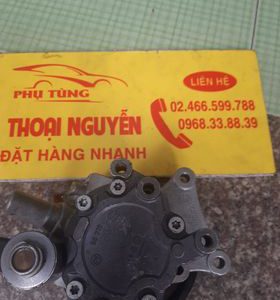 PHỤ TÙNG
THOẠI NGUYỄN
ĐẶT HÀNG NHANH
LIÊN HỆ
02.466.599.788
0968.33.88.39